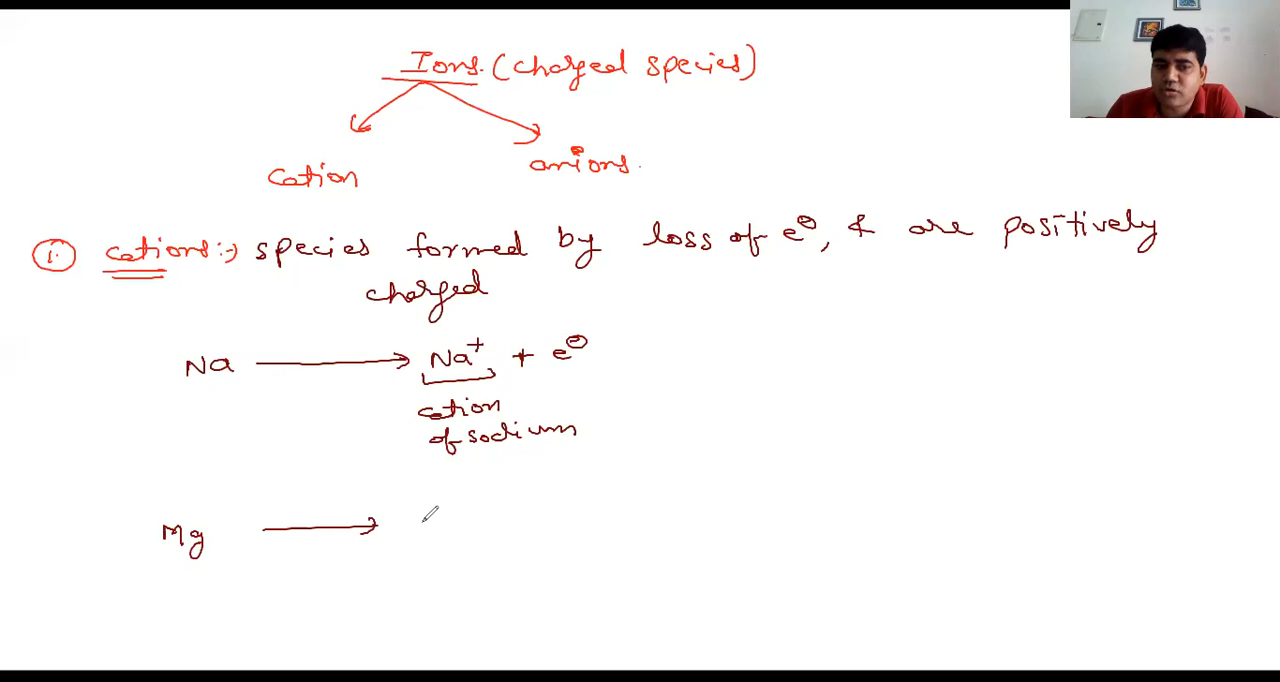 Ions. (charged species)
cation
anions.
1. cations:-) species formed by loss of e⊖, & are positively
charged
Na → Na⁺ + e⊖
cation
of sodium
Mg →